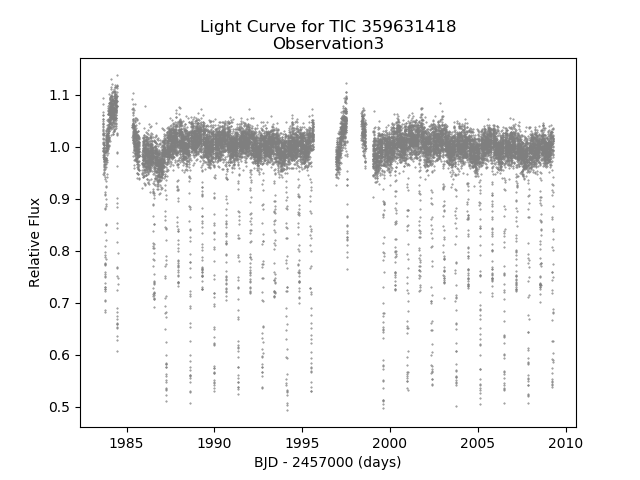 Light Curve for TIC 359631418
Observation3
Relative Flux
1.1
1.0
0.9
0.8
0.7
0.6
0.5
1985 1990 1995 2000 2005 2010
BJD - 2457000 (days)